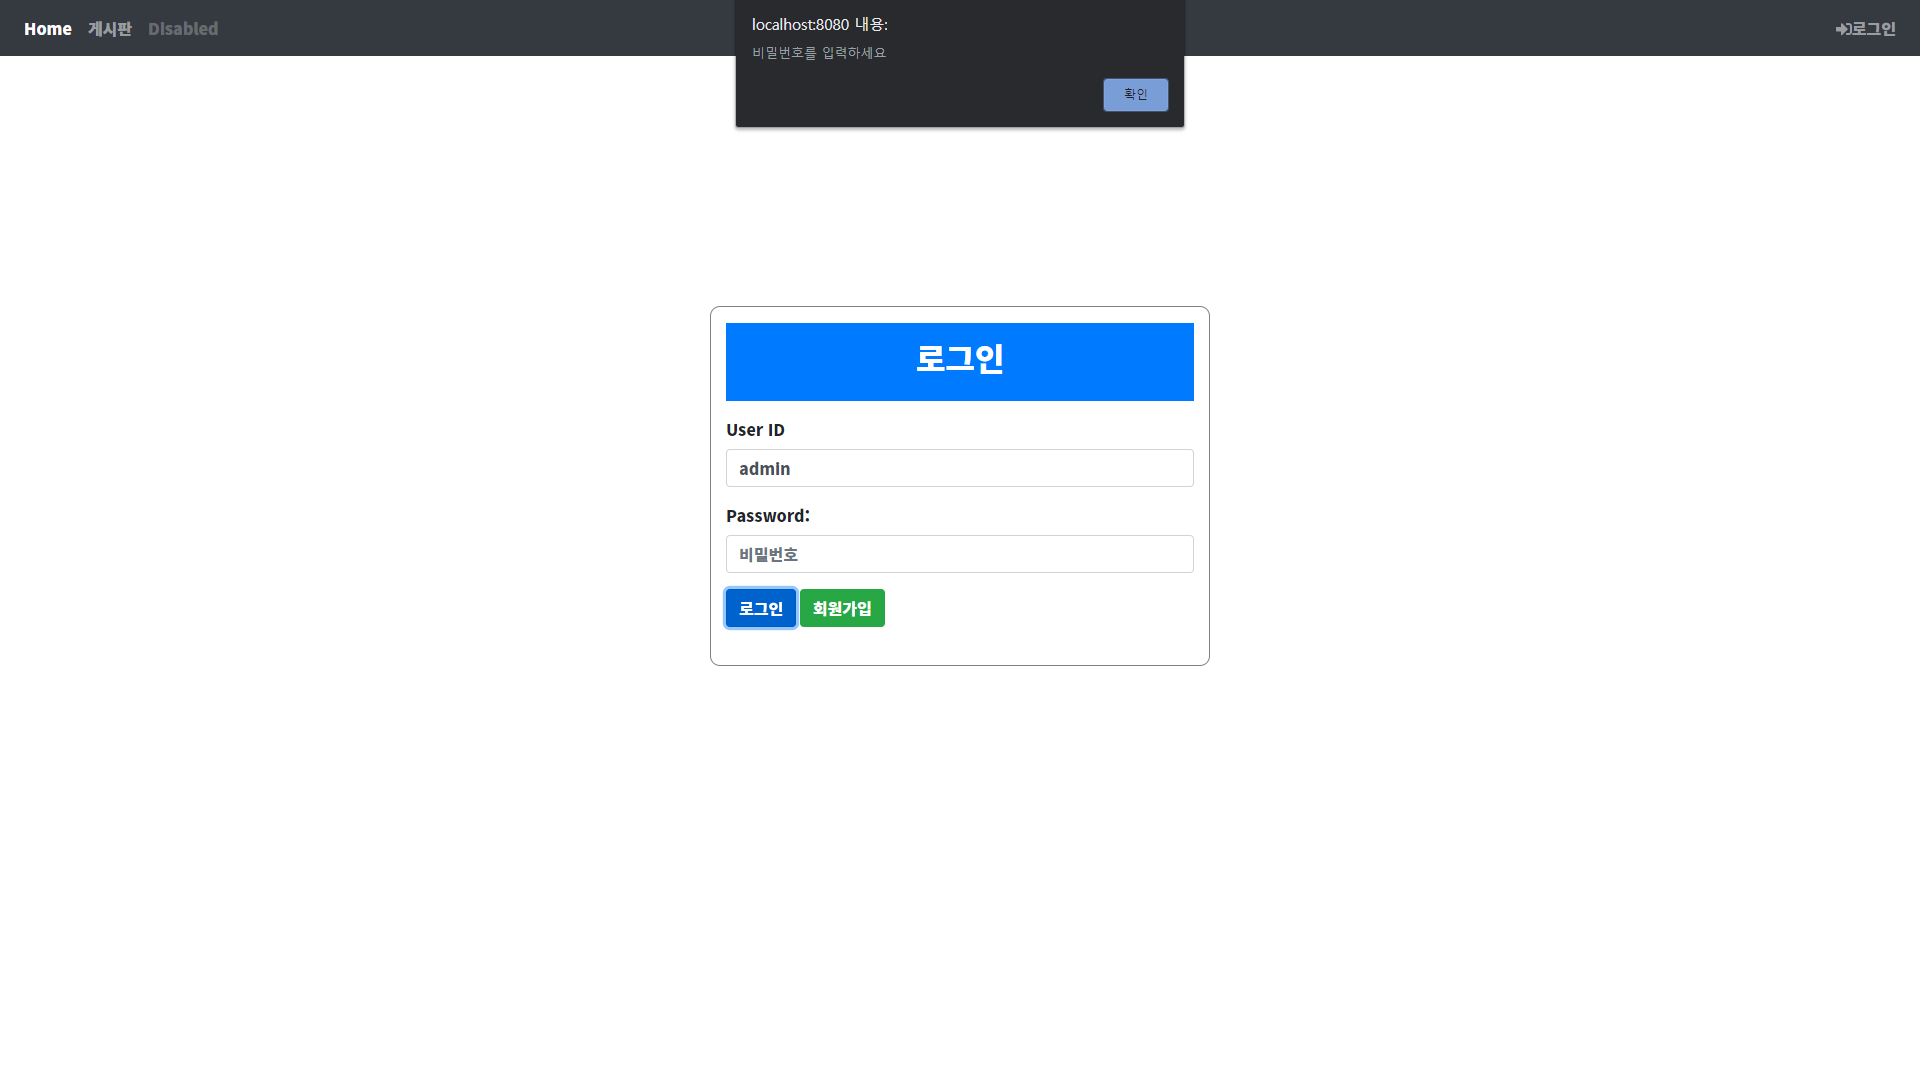 Home 게시판 Disabled
로그인
localhost:8080 내용:
비밀번호를 입력하세요
확인
로그인
User ID
admin
Password:
비밀번호
로그인 회원가입